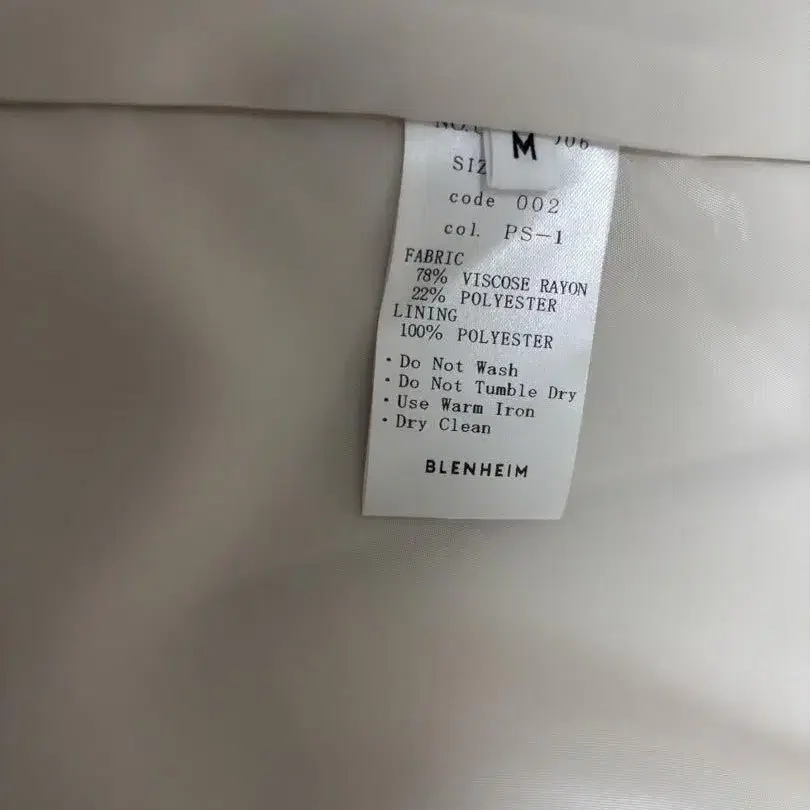 M
SIZ
code 002
col. PS-1
FABRIC
78% VISCOSE RAYON
22% POLYESTER
LINING
100% POLYESTER
・Do Not Wash
・Do Not Tumble Dry
・Use Warm Iron
・Dry Clean
BLENHEIM